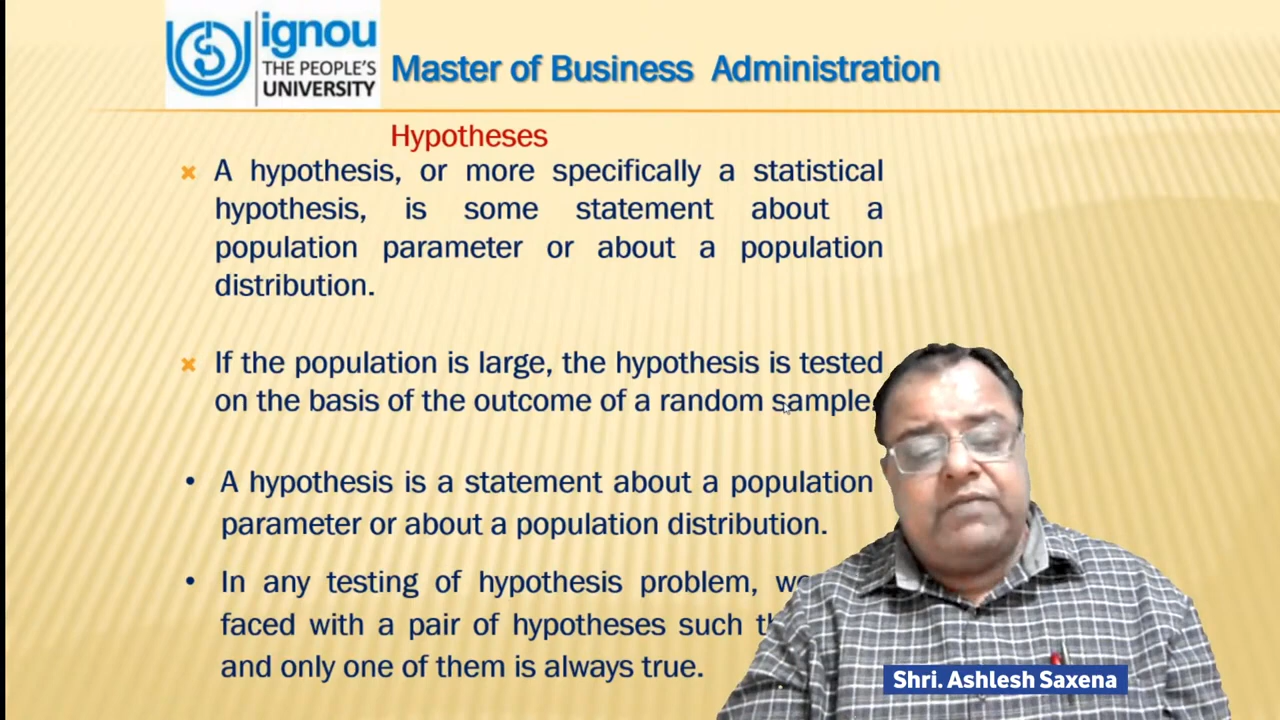 ignou
THE PEOPLE'S
UNIVERSITY
Master of Business Administration
Hypotheses
A hypothesis, or more specifically a statistical
hypothesis, is some statement about a
population parameter or about a population
distribution.
If the population is large, the hypothesis is tested
on the basis of the outcome of a random sample.
• A hypothesis is a statement about a population
parameter or about a population distribution.
• In any testing of hypothesis problem,
faced with a pair of hypotheses such
and only one of them is always true.
Shri. Ashlesh Saxena